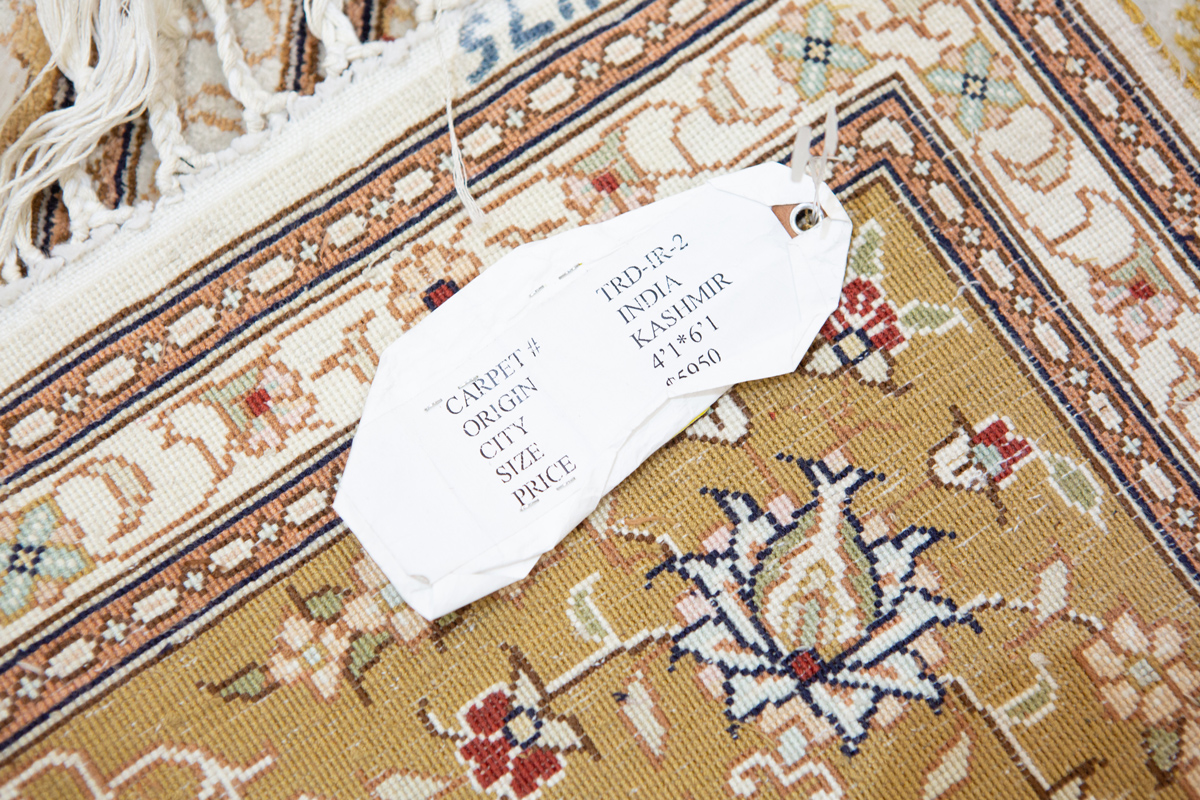 CARPET # TRD-IR-2
ORIGIN INDIA
CITY KASHMIR
SIZE 4'1*6'1
PRICE